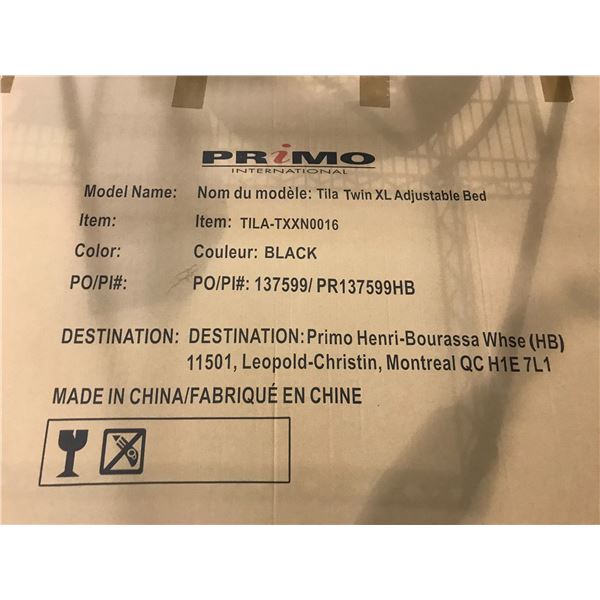 PRiMO
INTERNATIONAL
Model Name: Nom du modèle: Tila Twin XL Adjustable Bed
Item: Item: TILA-TXXN0016
Color: Couleur: BLACK
PO/PI#: PO/PI#: 137599/ PR137599HB
DESTINATION: DESTINATION:Primo Henri-Bourassa Whse (HB)
11501, Leopold-Christin, Montreal QC H1E 7L1
MADE IN CHINA/FABRIQUÉ EN CHINE